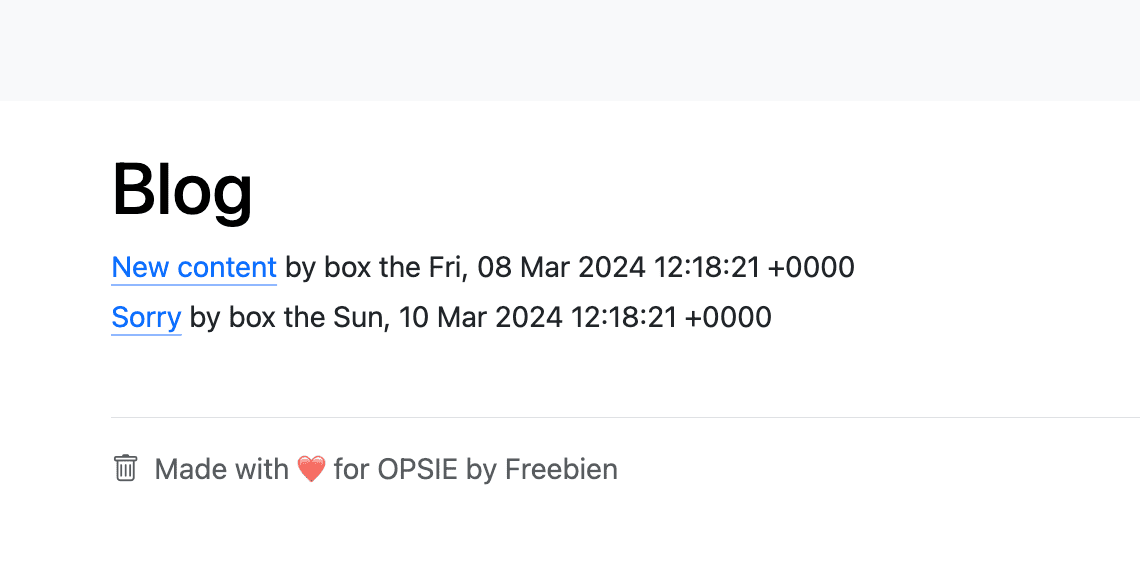 Blog
New content by box the Fri, 08 Mar 2024 12:18:21 +0000
Sorry by box the Sun, 10 Mar 2024 12:18:21 +0000
Made with ❤️ for OPSIE by Freebien